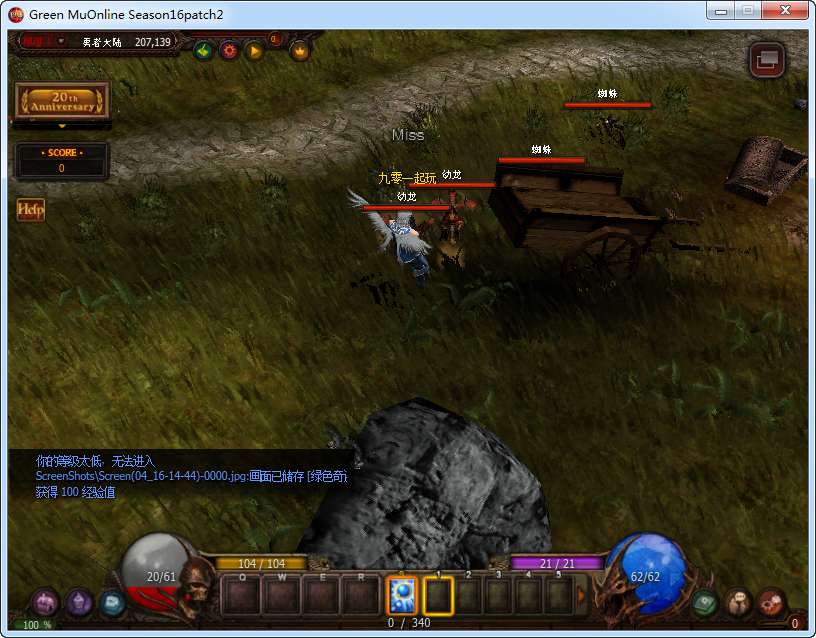 Green MuOnline Season16patch2
勇者大陆 207,139
20th
Anniversary
• SCORE •
0
Help
Miss
蜘蛛
蜘蛛
九零一起玩
幼龙
幼龙
你的等级太低，无法进入
ScreenShots\Screen(04_16-14-44)-0000.jpg:画面已储存 [绿色奇
获得 100 经验值
104 / 104
21 / 21
20/61
62/62
Q W E R 1 2 3 4 5
0 / 340
100 %
0